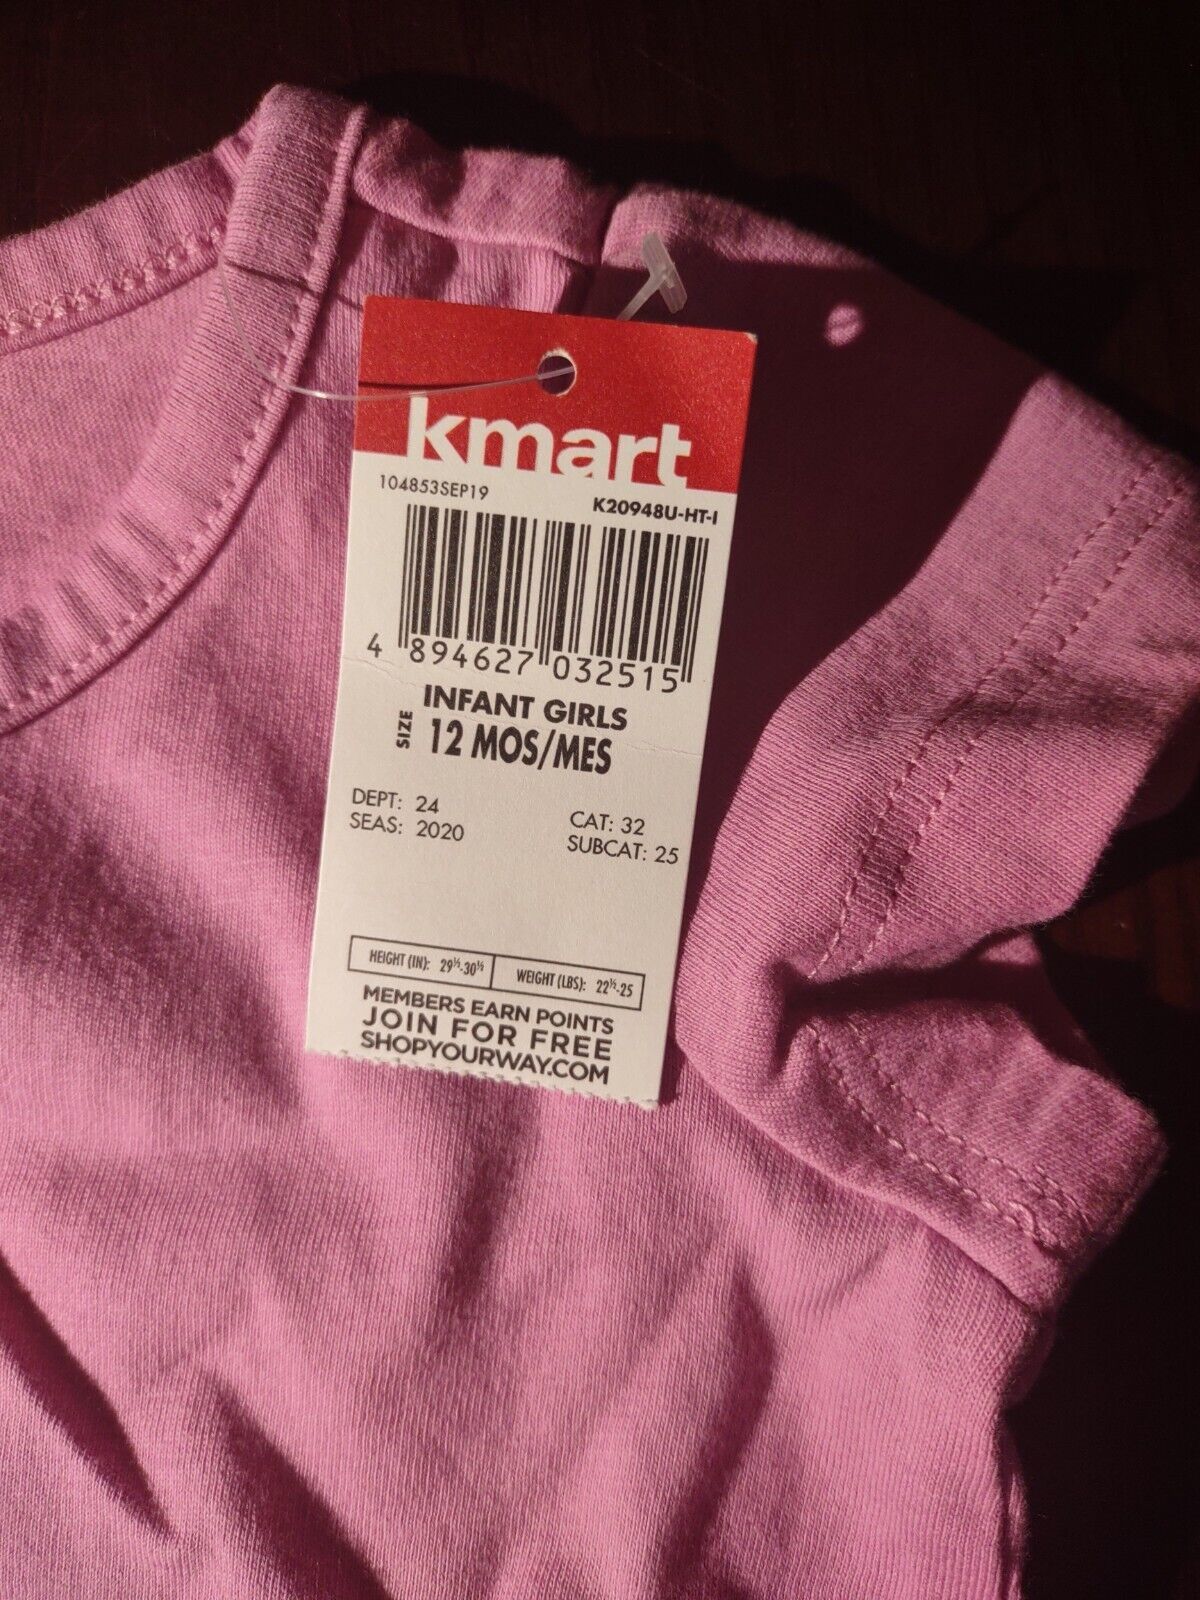 kmart
104853SEP19
K20948U-HT-I
4 894627 032515
INFANT GIRLS
SIZE 12 MOS/MES
DEPT: 24
CAT: 32
SEAS: 2020
SUBCAT: 25
HEIGHT (IN): 29½-30½ WEIGHT (LBS): 22½-25
MEMBERS EARN POINTS
JOIN FOR FREE
SHOPYOURWAY.COM